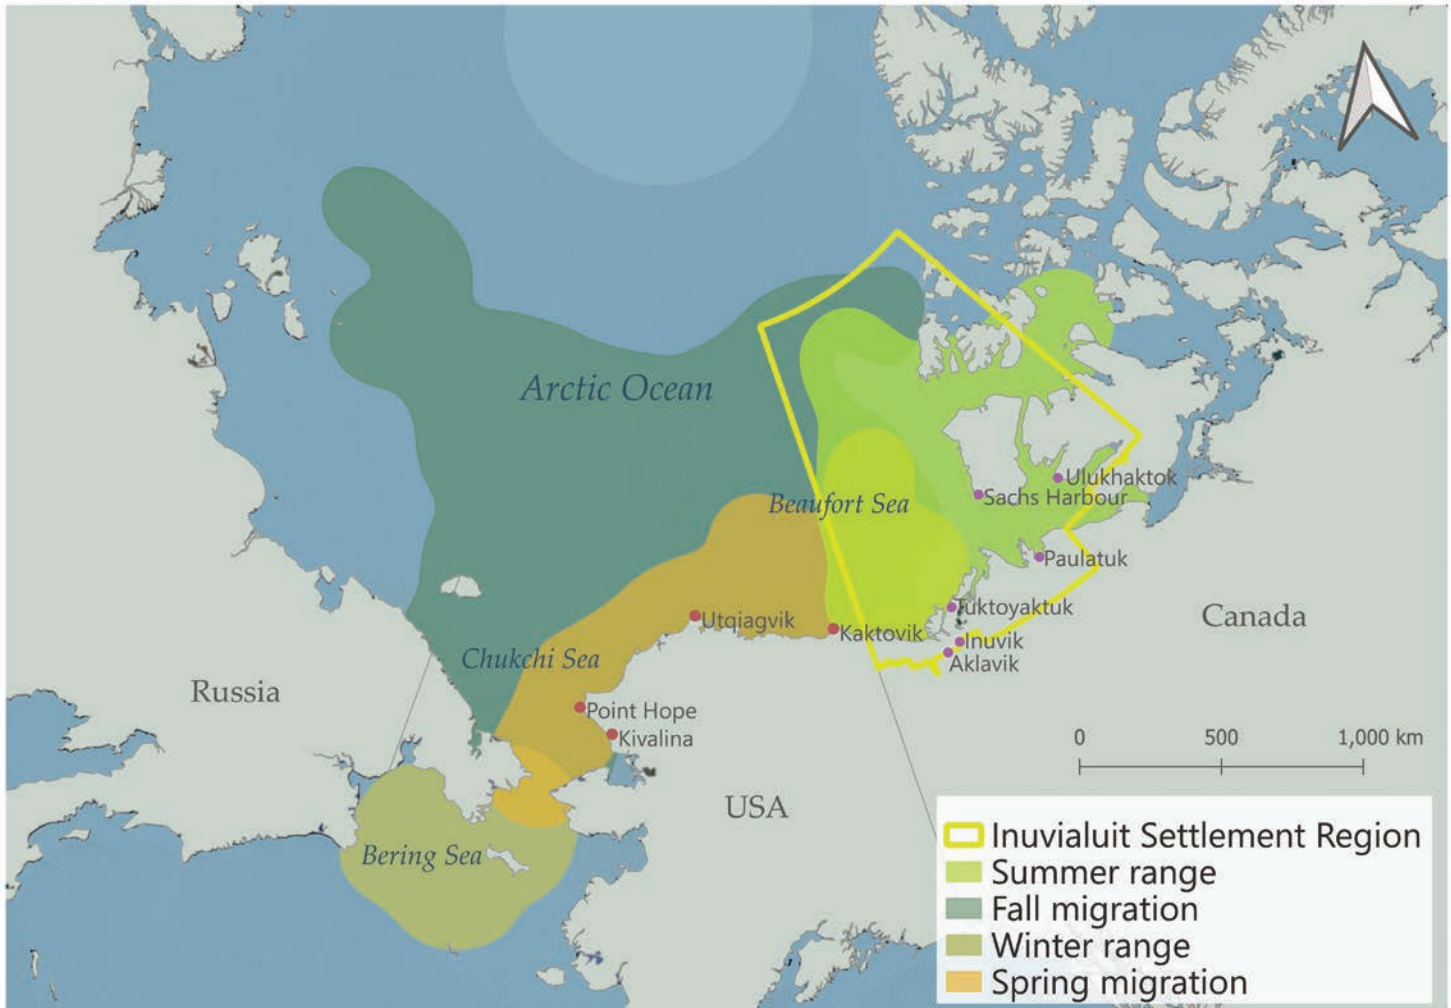 Arctic Ocean
Beaufort Sea
Ulukhaktok
Sachs Harbour
Paulatuk
Tuktoyaktuk
Canada
Utqiagvik
Kaktovik
Inuvik
Aklavik
Chukchi Sea
Russia
Point Hope
Kivalina
0 500 1,000 km
USA
Bering Sea
Inuvialuit Settlement Region
Summer range
Fall migration
Winter range
Spring migration